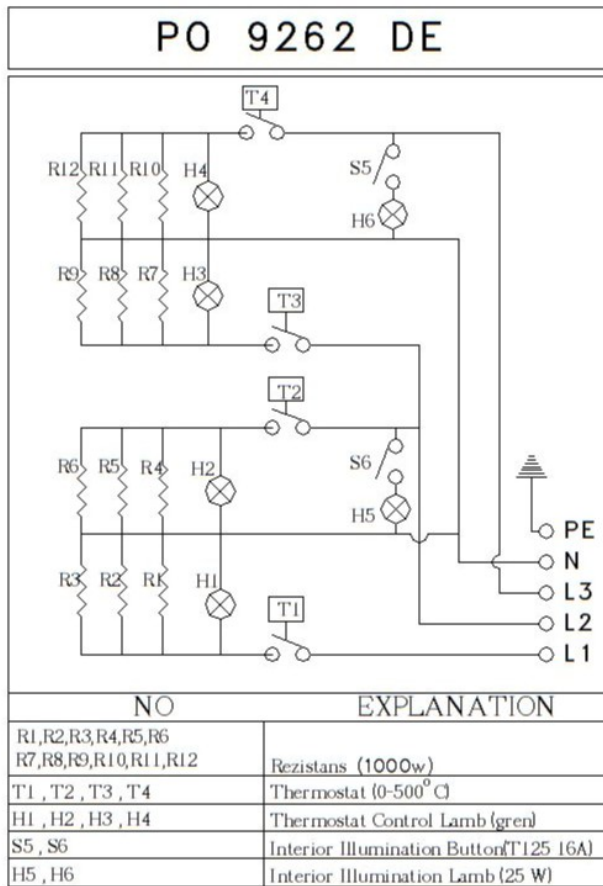 PO 9262 DE
T4
R12 R11 R10 H4 S5
H6
R9 R8 R7 H3
T3
T2
R6 R5 R4 H2 S6
H5
PE
N
R3 R2 R1 H1 L3
T1 L2
L1
NO EXPLANATION
R1,R2,R3,R4,R5,R6
R7,R8,R9,R10,R11,R12 Rezistans (1000w)
T1 , T2 , T3 , T4 Thermostat (0-500°C)
H1 , H2 , H3 , H4 Thermostat Control Lamb (gren)
S5 , S6 Interior Illumination Button(T125 16A)
H5 , H6 Interior Illumination Lamb (25 W)